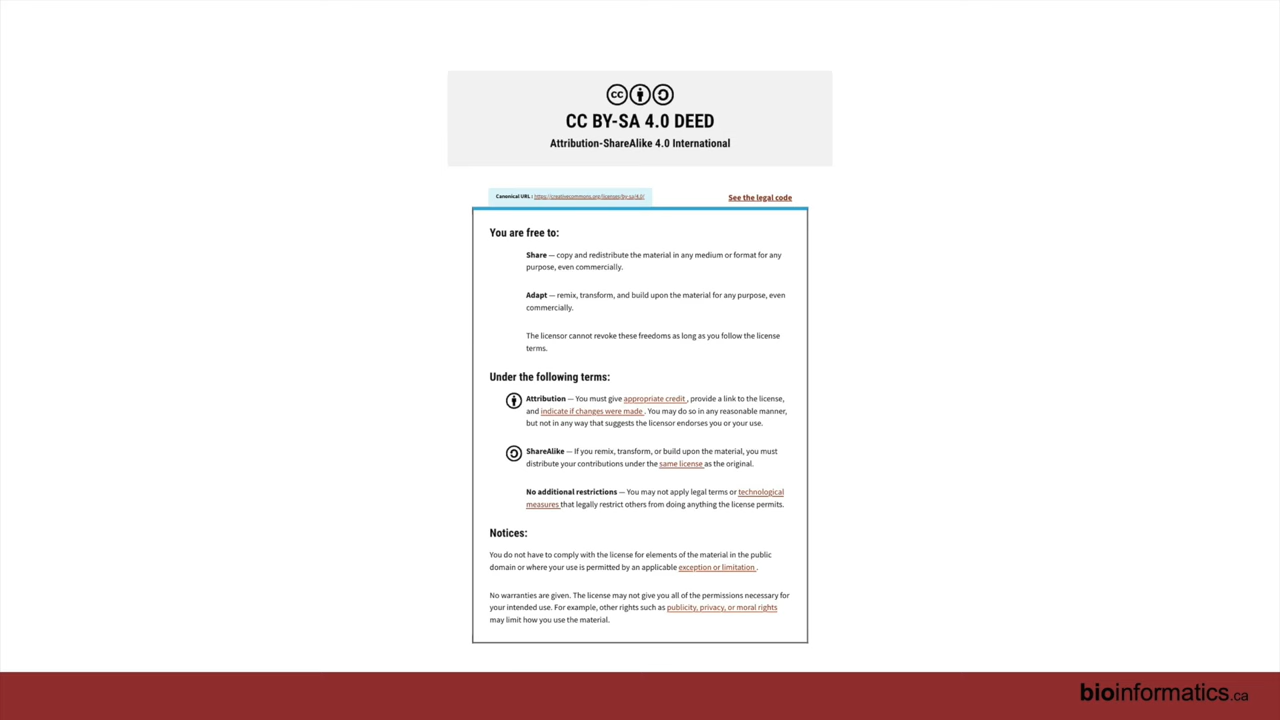 CC BY-SA 4.0 DEED
Attribution-ShareAlike 4.0 International
Canonical URL : https://creativecommons.org/licenses/by-sa/4.0/
See the legal code
You are free to:
Share — copy and redistribute the material in any medium or format for any
purpose, even commercially.
Adapt — remix, transform, and build upon the material for any purpose, even
commercially.
The licensor cannot revoke these freedoms as long as you follow the license
terms.
Under the following terms:
Attribution — You must give appropriate credit , provide a link to the license,
and indicate if changes were made . You may do so in any reasonable manner,
but not in any way that suggests the licensor endorses you or your use.
ShareAlike — If you remix, transform, or build upon the material, you must
distribute your contributions under the same license as the original.
No additional restrictions — You may not apply legal terms or technological
measures that legally restrict others from doing anything the license permits.
Notices:
You do not have to comply with the license for elements of the material in the public
domain or where your use is permitted by an applicable exception or limitation .
No warranties are given. The license may not give you all of the permissions necessary for
your intended use. For example, other rights such as publicity, privacy, or moral rights
may limit how you use the material.
bioinformatics.ca